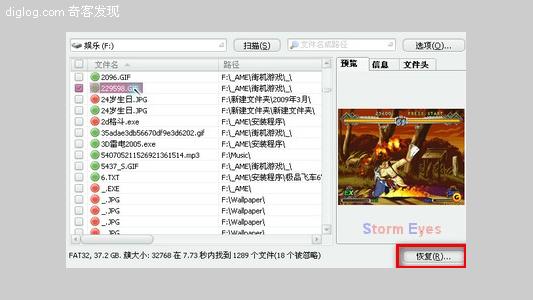 diglog.com 奇客发现
娱乐 (F:)
扫描(S)
文件名或路径
选项(O)...
文件名
路径
预览
信息
文件头
2096.GIF F:\_AME\街机游戏\_\
229598.GIF F:\_AME\街机游戏\_\
24岁生日.JPG F:\新建文件夹\2009年3月\
24岁生日.JPG F:\新建文件夹\新建文件夹\
2d格斗.exe F:\_AME\安装程序\
35adae3db56670df9e3d6202.gif F:\_AME\街机游戏\_\
3D雷电2005.exe F:\_AME\安装程序\
540705211526921361514.mp3 F:\Music\
5437_S.GIF F:\_AME\街机游戏\_\
6.TXT F:\_AME\安装程序\极品飞车6\
_.EXE F:\_AME\
_.JPG F:\Wallpaper\
_.JPG F:\Wallpaper\
_.JPG F:\Wallpaper\
_.JPG F:\Wallpaper\
PRESS START
Storm Eyes
FAT32, 37.2 GB. 簇大小: 32768 在 7.73 秒内找到 1289 个文件(18 个被忽略)
恢复(R)...